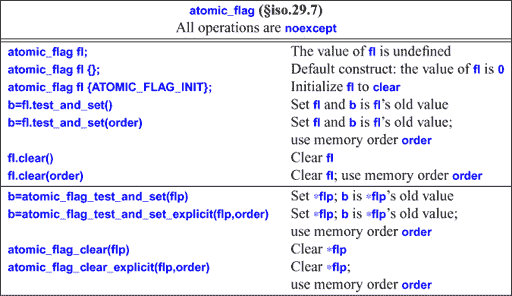 atomic_flag (§iso.29.7)
All operations are noexcept
atomic_flag fl; The value of fl is undefined
atomic_flag fl {}; Default construct: the value of fl is 0
atomic_flag fl {ATOMIC_FLAG_INIT}; Initialize fl to clear
b=fl.test_and_set() Set fl and b is fl’s old value
b=fl.test_and_set(order) Set fl and b is fl’s old value;
use memory order order
fl.clear() Clear fl
fl.clear(order) Clear fl; use memory order order
b=atomic_flag_test_and_set(flp) Set *flp; b is *flp’s old value
b=atomic_flag_test_and_set_explicit(flp,order) Set *flp; b is *flp’s old value;
use memory order order
atomic_flag_clear(flp) Clear *flp
atomic_flag_clear_explicit(flp,order) Clear *flp;
use memory order order